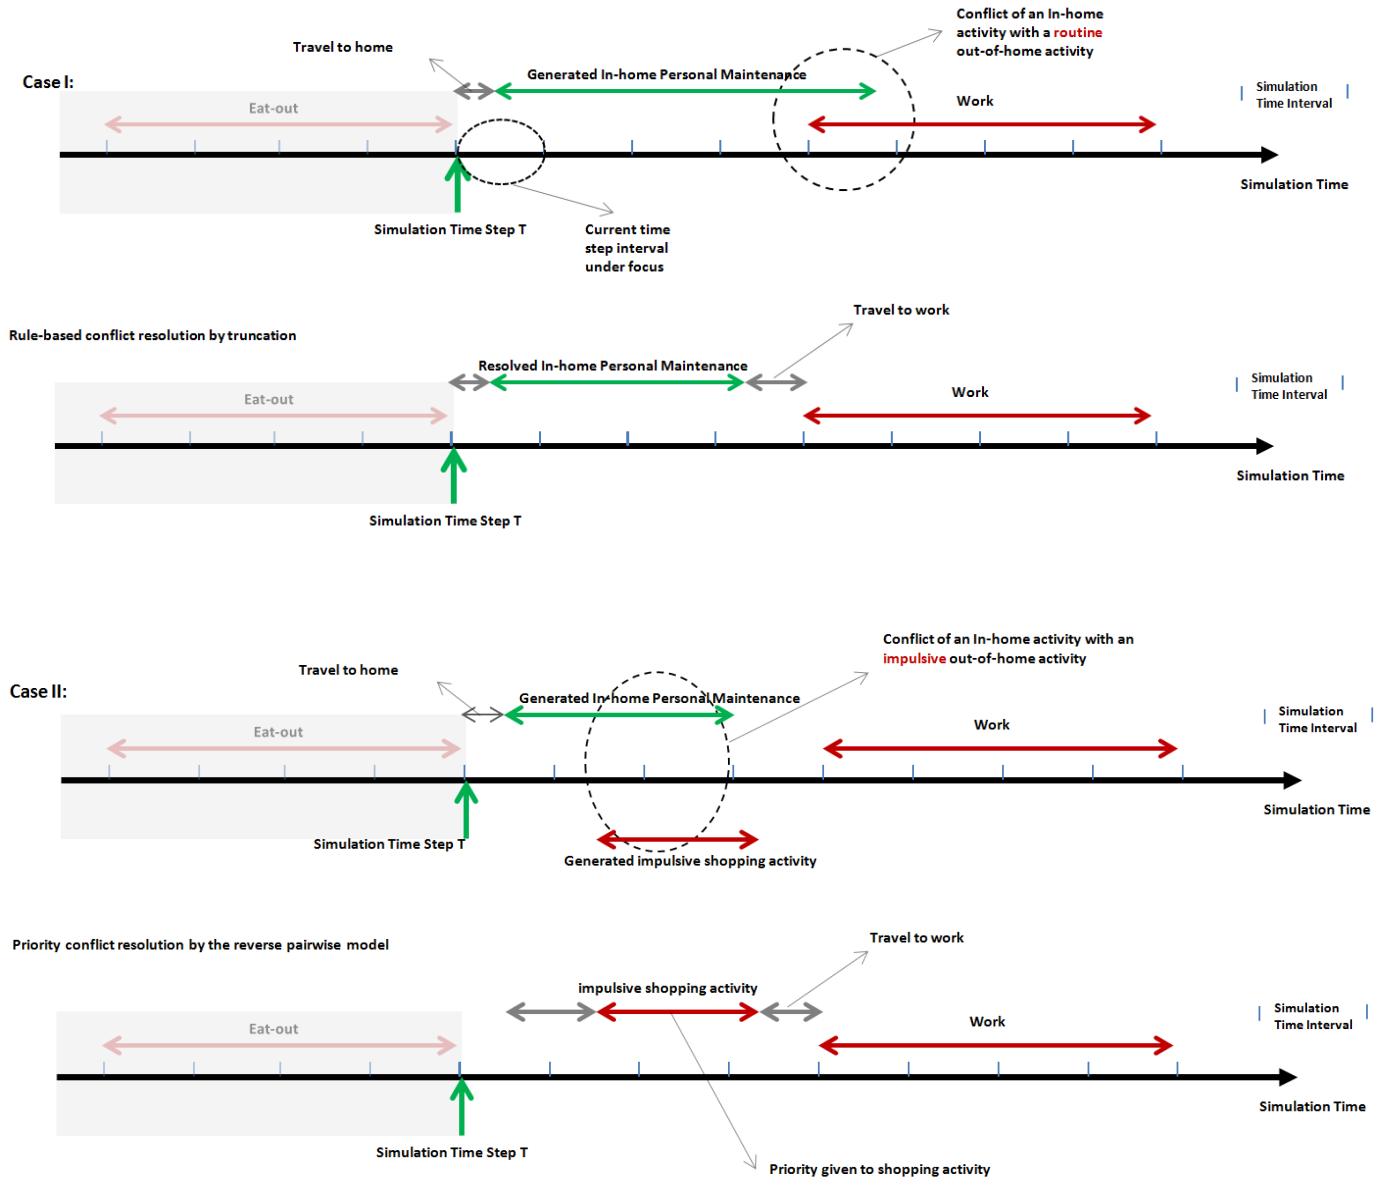 Conflict of an In-home
activity with a routine
out-of-home activity
Travel to home
Case I:
Generated In-home Personal Maintenance
Simulation
Time Interval
Eat-out
Work
Simulation Time
Simulation Time Step T
Current time
step interval
under focus
Travel to work
Rule-based conflict resolution by truncation
Resolved In-home Personal Maintenance
Simulation
Time Interval
Eat-out
Work
Simulation Time
Simulation Time Step T
Conflict of an In-home activity with an
impulsive out-of-home activity
Travel to home
Case II:
Generated In-home Personal Maintenance
Simulation
Time Interval
Eat-out
Work
Simulation Time
Simulation Time Step T
Generated impulsive shopping activity
Travel to work
Priority conflict resolution by the reverse pairwise model
impulsive shopping activity
Simulation
Time Interval
Eat-out
Work
Simulation Time
Simulation Time Step T
Priority given to shopping activity